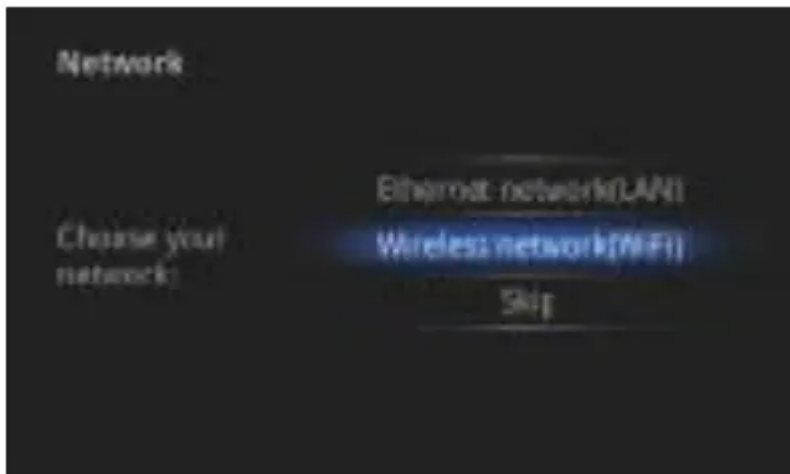 Network
Ethernet network(LAN)
Choose your
network:
Wireless network(WiFi)
Skip